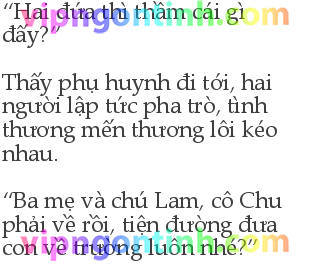 vipngontinh.com
“Hai đứa thì thầm cái gì
đấy?”
Thấy phụ huynh đi tới, hai
người lập tức pha trò, tình
thương mến thương lôi kéo
nhau.
“Ba mẹ và chú Lam, cô Chu
phải về rồi, tiện đường đưa
con về trường luôn nhé?”
vipngontinh.com